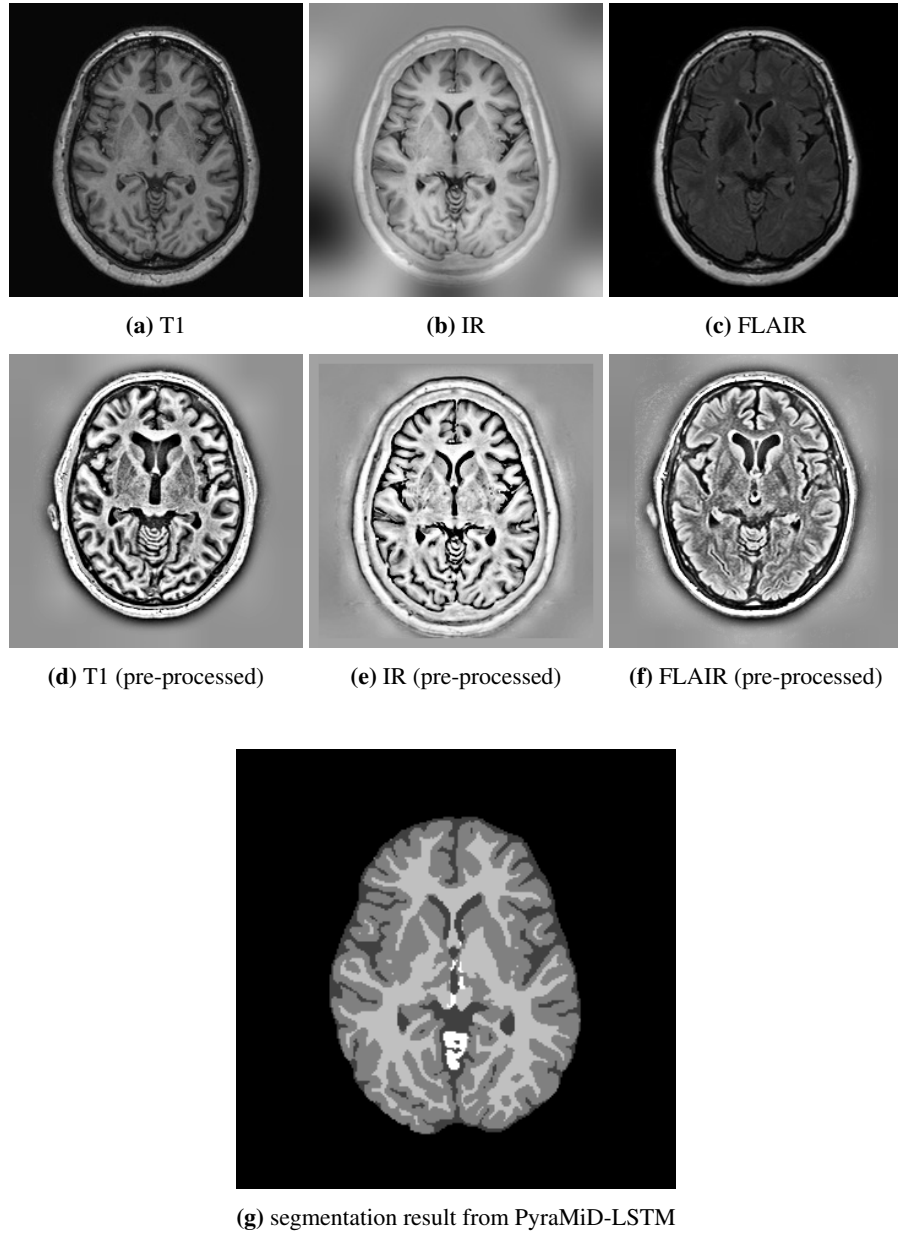 (a) T1
(b) IR
(c) FLAIR
(d) T1 (pre-processed)
(e) IR (pre-processed)
(f) FLAIR (pre-processed)
(g) segmentation result from PyraMiD-LSTM